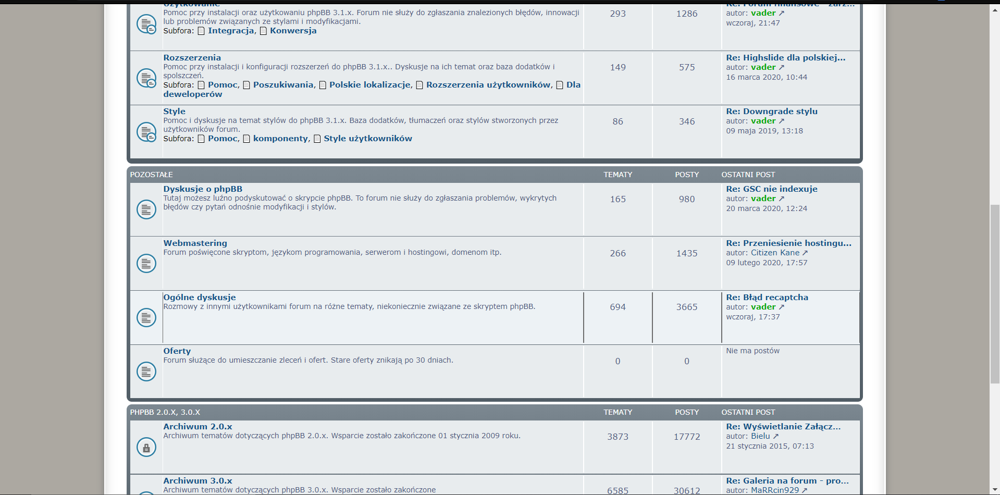 Użytkowanie
Pomoc przy instalacji oraz użytkowaniu phpBB 3.1.x. Forum nie służy do zgłaszania znalezionych błędów, innowacji
lub problemów związanych ze stylami i modyfikacjami.
Subfora: Integracja, Konwersja
293
1286
Re: Forum finansowe - zarz...
autor: vader
wczoraj, 21:47
Rozszerzenia
Pomoc przy instalacji i konfiguracji rozszerzeń do phpBB 3.1.x.. Dyskusje na ich temat oraz baza dodatków i
spolszczeń.
Subfora: Pomoc, Poszukiwania, Polskie lokalizacje, Rozszerzenia użytkowników, Dla
deweloperów
149
575
Re: Highslide dla polskiej...
autor: vader
16 marca 2020, 10:44
Style
Pomoc i dyskusje na temat stylów do phpBB 3.1.x. Baza dodatków, tłumaczeń oraz stylów stworzonych przez
użytkowników forum.
Subfora: Pomoc, komponenty, Style użytkowników
86
346
Re: Downgrade stylu
autor: vader
09 maja 2019, 13:18
POZOSTAŁE TEMATY POSTY OSTATNI POST
Dyskusje o phpBB
Tutaj możesz luźno podyskutować o skrypcie phpBB. To forum nie służy do zgłaszania problemów, wykrytych
błędów czy pytań odnośnie modyfikacji i stylów.
165
980
Re: GSC nie indexuje
autor: vader
20 marca 2020, 12:24
Webmastering
Forum poświęcone skryptom, językom programowania, serwerom i hostingowi, domenom itp.
266
1435
Re: Przeniesienie hostingu...
autor: Citizen Kane
09 lutego 2020, 17:57
Ogólne dyskusje
Rozmowy z innymi użytkownikami forum na różne tematy, niekoniecznie związane ze skryptem phpBB.
694
3665
Re: Błąd recaptcha
autor: vader
wczoraj, 17:37
Oferty
Forum służące do umieszczanie zleceń i ofert. Stare oferty znikają po 30 dniach.
0
0
Nie ma postów
PHPBB 2.0.X, 3.0.X TEMATY POSTY OSTATNI POST
Archiwum 2.0.x
Archiwum tematów dotyczących phpBB 2.0.x. Wsparcie zostało zakończone 01 stycznia 2009 roku.
3873
17772
Re: Wyświetlanie Załącz...
autor: Bielu
21 stycznia 2015, 07:13
Archiwum 3.0.x
Archiwum tematów dotyczących phpBB 3.0.x. Wsparcie zostało zakończone
6585
30612
Re: Galeria na forum - pro...
autor: MaRRcin929